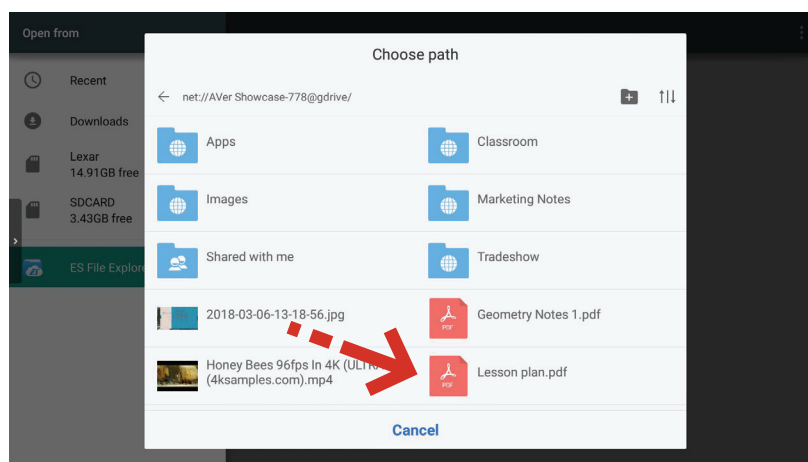 Open from
Choose path
Recent
net://AVer Showcase-778@gdrive/
Downloads
Apps
Classroom
Lexar
14.91GB free
Images
Marketing Notes
SDCARD
3.43GB free
Shared with me
Tradeshow
ES File Explore
2018-03-06-13-18-56.jpg
Geometry Notes 1.pdf
PDF
Honey Bees 96fps In 4K
(4ksamples.com).mp4
Lesson plan.pdf
PDF
Cancel